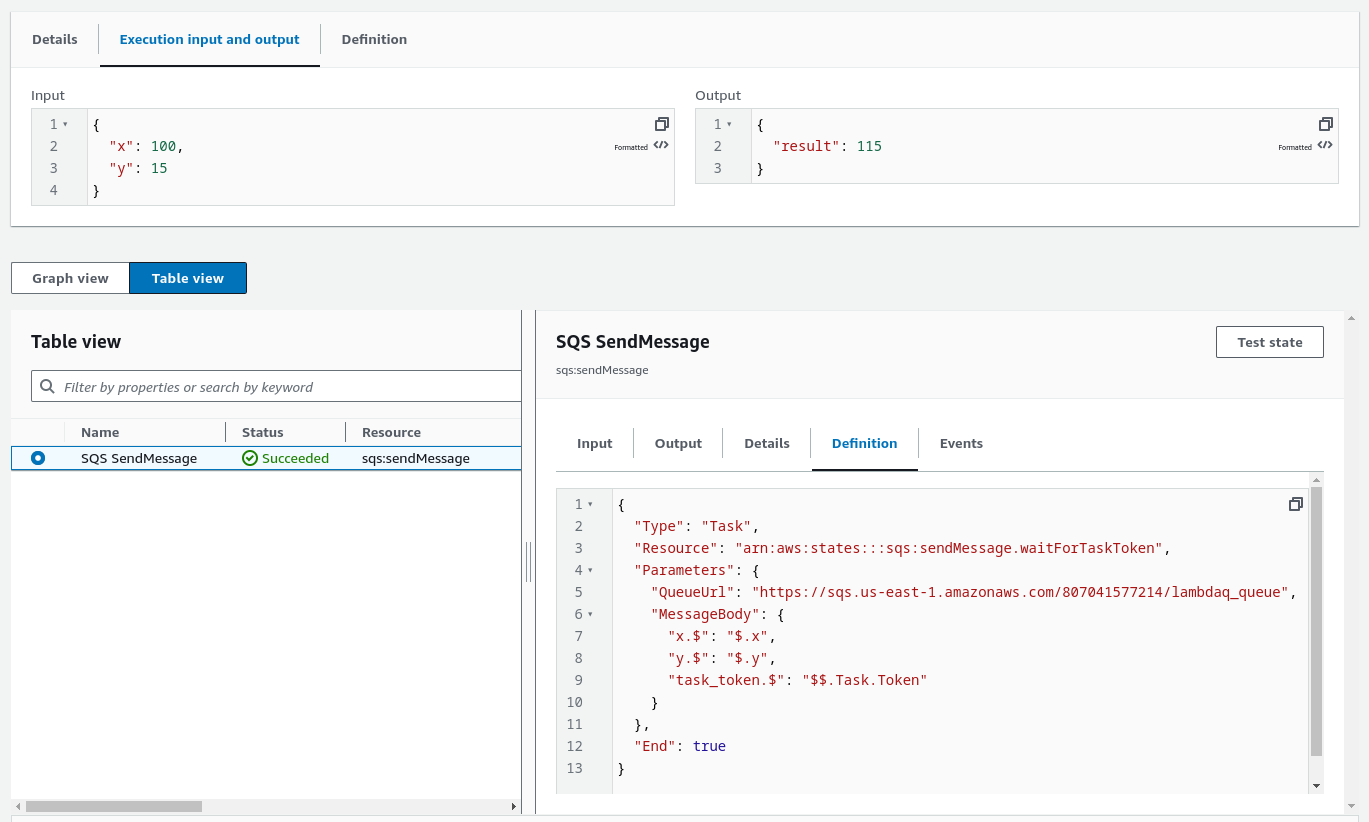 Details Execution input and output Definition
Input
1 {
2 "x": 100,
3 "y": 15
4 }
Formatted
Output
1 {
2 "result": 115
3 }
Formatted
Graph view Table view
Table view
Filter by properties or search by keyword
Name Status Resource
SQS SendMessage Succeeded sqs:sendMessage
SQS SendMessage
sqs:sendMessage
Test state
Input Output Details Definition Events
1 {
2 "Type": "Task",
3 "Resource": "arn:aws:states:::sqs:sendMessage.waitForTaskToken",
4 "Parameters": {
5 "QueueUrl": "https://sqs.us-east-1.amazonaws.com/807041577214/lambdaq_queue",
6 "MessageBody": {
7 "x.$": "$.x",
8 "y.$": "$.y",
9 "task_token.$": "$$.Task.Token"
10 }
11 },
12 "End": true
13 }